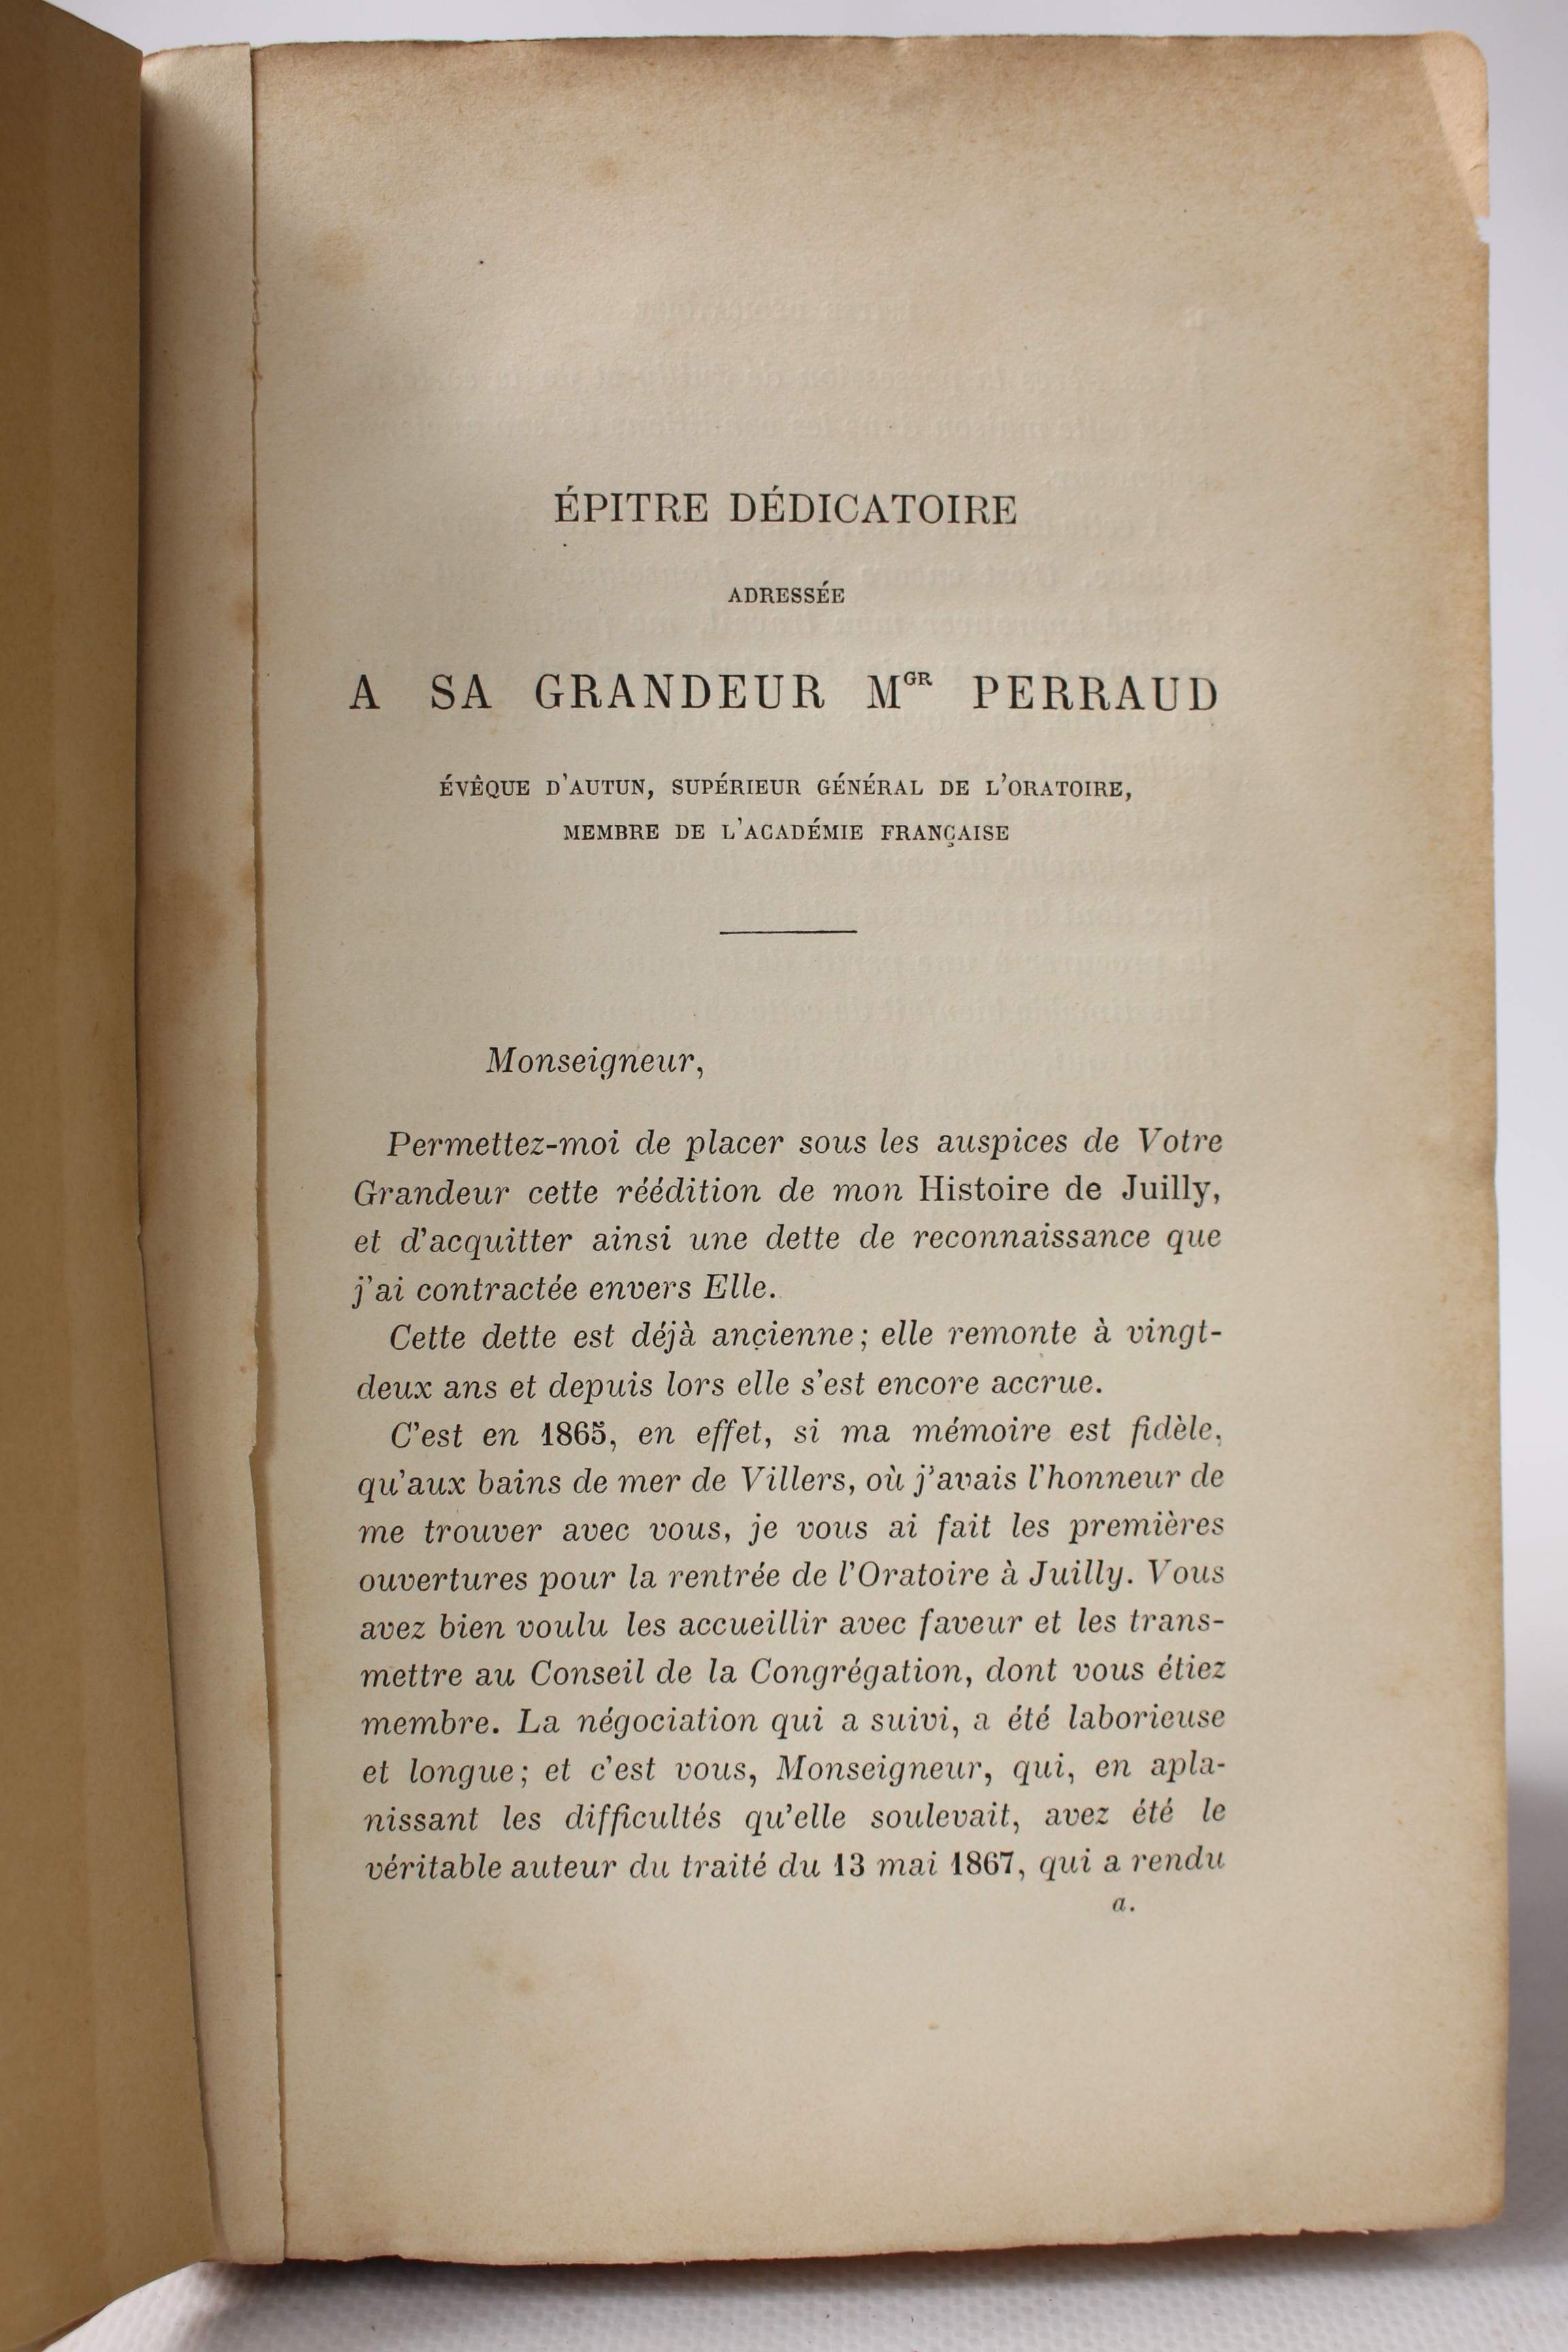 ÉPITRE DÉDICATOIRE
ADRESSÉE
A SA GRANDEUR MGR PERRAUD
ÉVÊQUE D'AUTUN, SUPÉRIEUR GÉNÉRAL DE L'ORATOIRE,
MEMBRE DE L'ACADÉMIE FRANÇAISE
Monseigneur,
Permettez-moi de placer sous les auspices de Votre
Grandeur cette réédition de mon Histoire de Juilly,
et d'acquitter ainsi une dette de reconnaissance que
j'ai contractée envers Elle.
Cette dette est déjà ancienne; elle remonte à vingt-
deux ans et depuis lors elle s'est encore accrue.
C'est en 1865, en effet, si ma mémoire est fidèle,
qu'aux bains de mer de Villers, où j'avais l'honneur de
me trouver avec vous, je vous ai fait les premières
ouvertures pour la rentrée de l'Oratoire à Juilly. Vous
avez bien voulu les accueillir avec faveur et les trans-
mettre au Conseil de la Congrégation, dont vous étiez
membre. La négociation qui a suivi, a été laborieuse
et longue; et c'est vous, Monseigneur, qui, en apla-
nissant les difficultés qu'elle soulevait, avez été le
véritable auteur du traité du 13 mai 1867, qui a rendu
a.